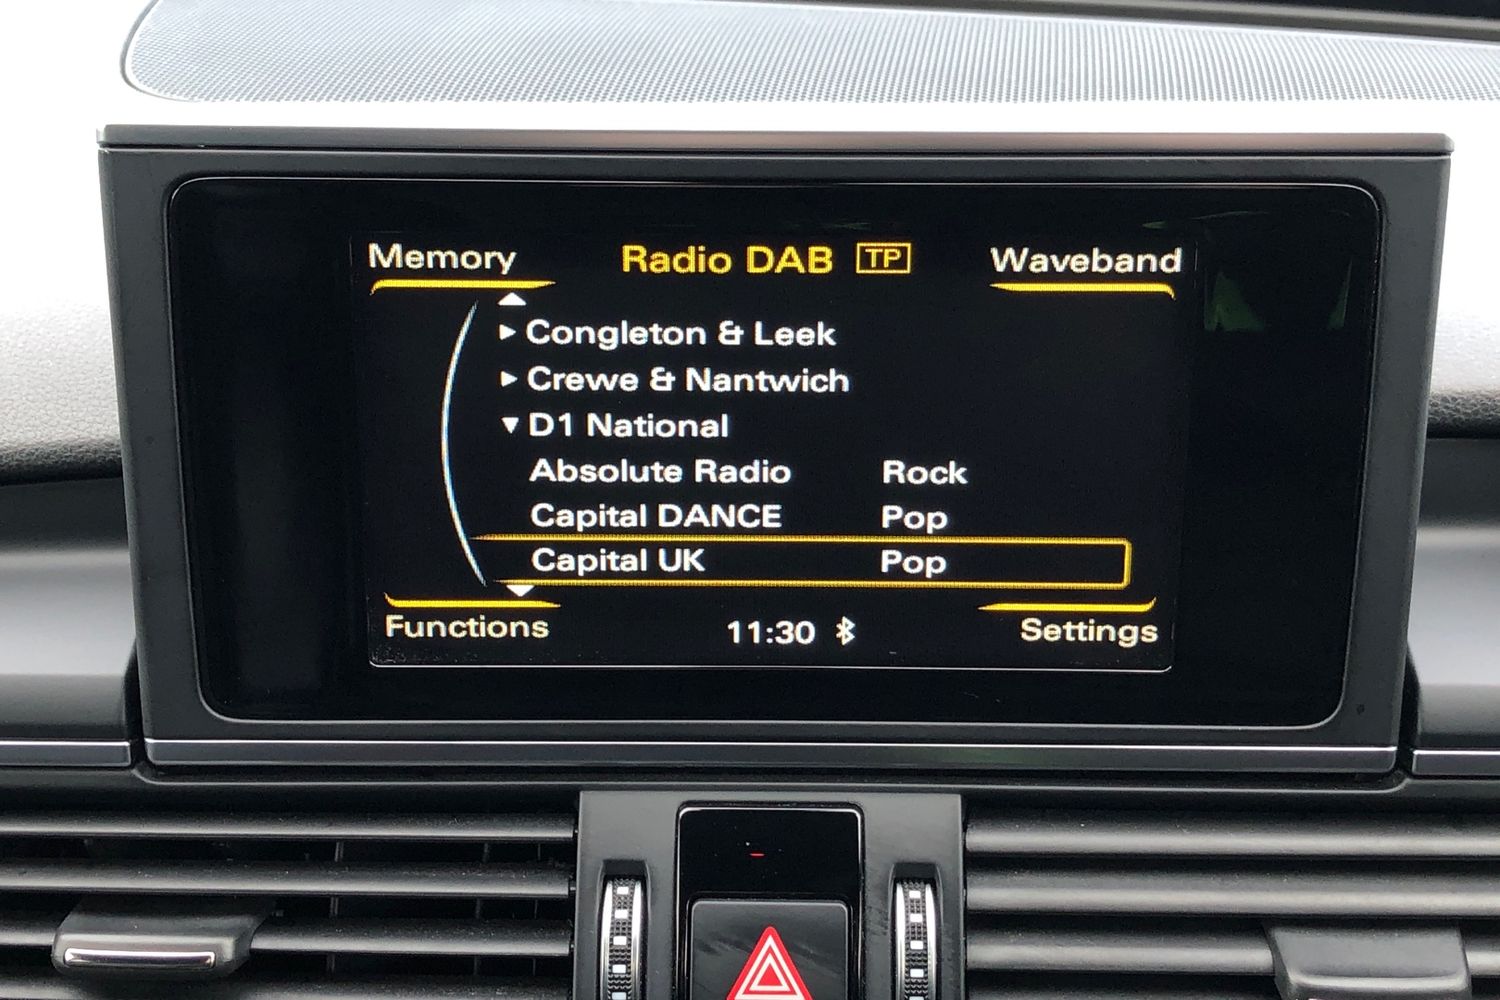 Memory Radio DAB TP Waveband
Congleton & Leek
Crewe & Nantwich
D1 National
Absolute Radio Rock
Capital DANCE Pop
Capital UK Pop
Functions 11:30 Settings